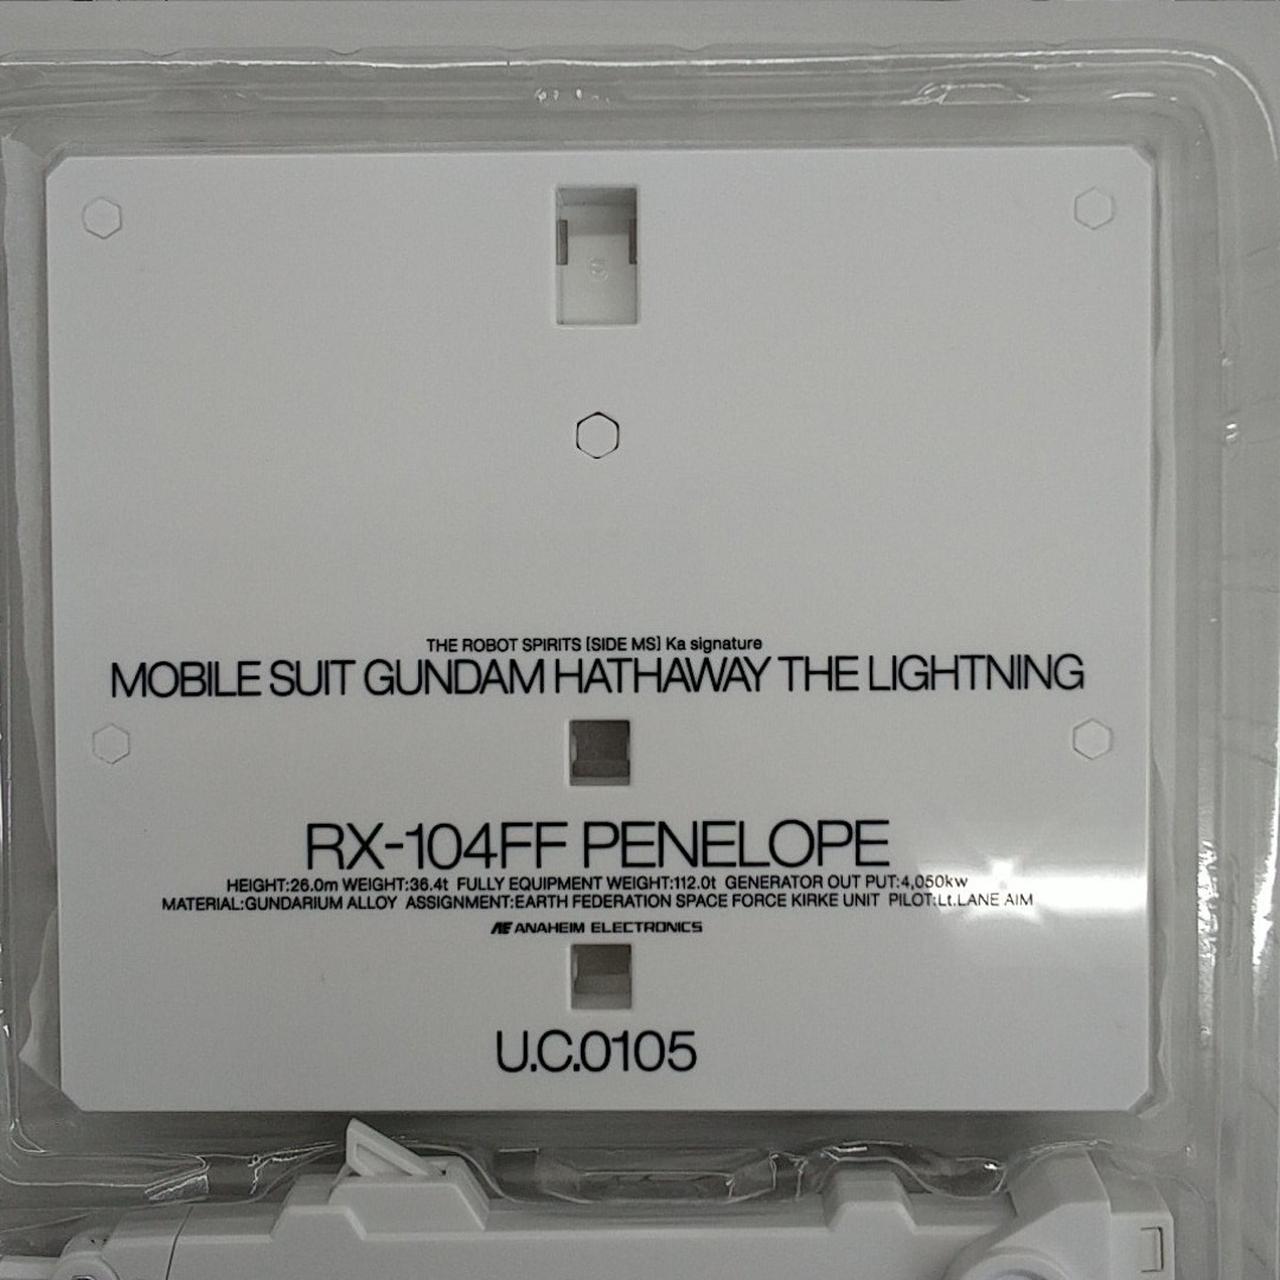 THE ROBOT SPIRITS [SIDE MS] Ka signature
MOBILE SUIT GUNDAM HATHAWAY THE LIGHTNING
RX-104FF PENELOPE
HEIGHT:26.0m WEIGHT:36.4t FULLY EQUIPMENT WEIGHT:112.0t GENERATOR OUT PUT:4,050kw
MATERIAL:GUNDARIUM ALLOY ASSIGNMENT:EARTH FEDERATION SPACE FORCE KIRKE UNIT PILOT:Lt.LANE AIM
AE ANAHEIM ELECTRONICS
U.C.0105